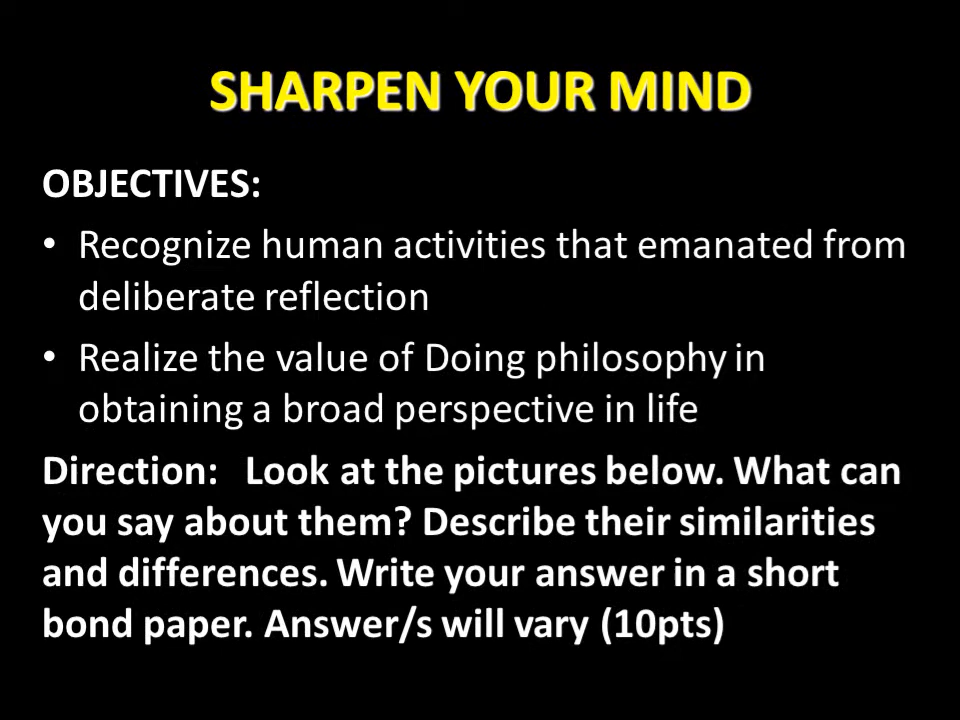 SHARPEN YOUR MIND
OBJECTIVES:
• Recognize human activities that emanated from
deliberate reflection
• Realize the value of Doing philosophy in
obtaining a broad perspective in life
Direction: Look at the pictures below. What can
you say about them? Describe their similarities
and differences. Write your answer in a short
bond paper. Answer/s will vary (10pts)